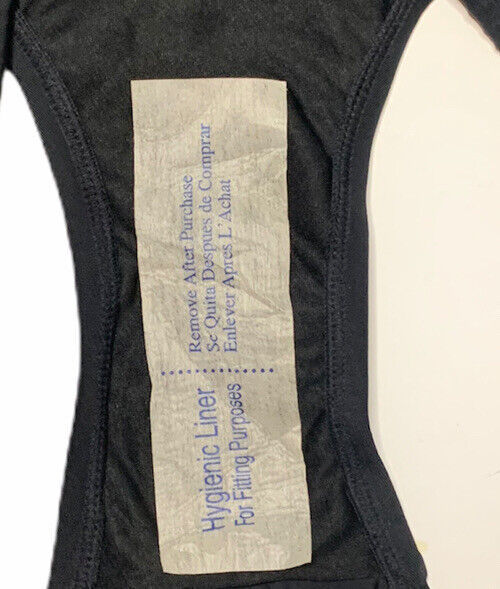 Hygienic Liner
For Fitting Purposes
Remove After Purchase
Se Quita Despues de Comprar
Enlever Apres L'Achat